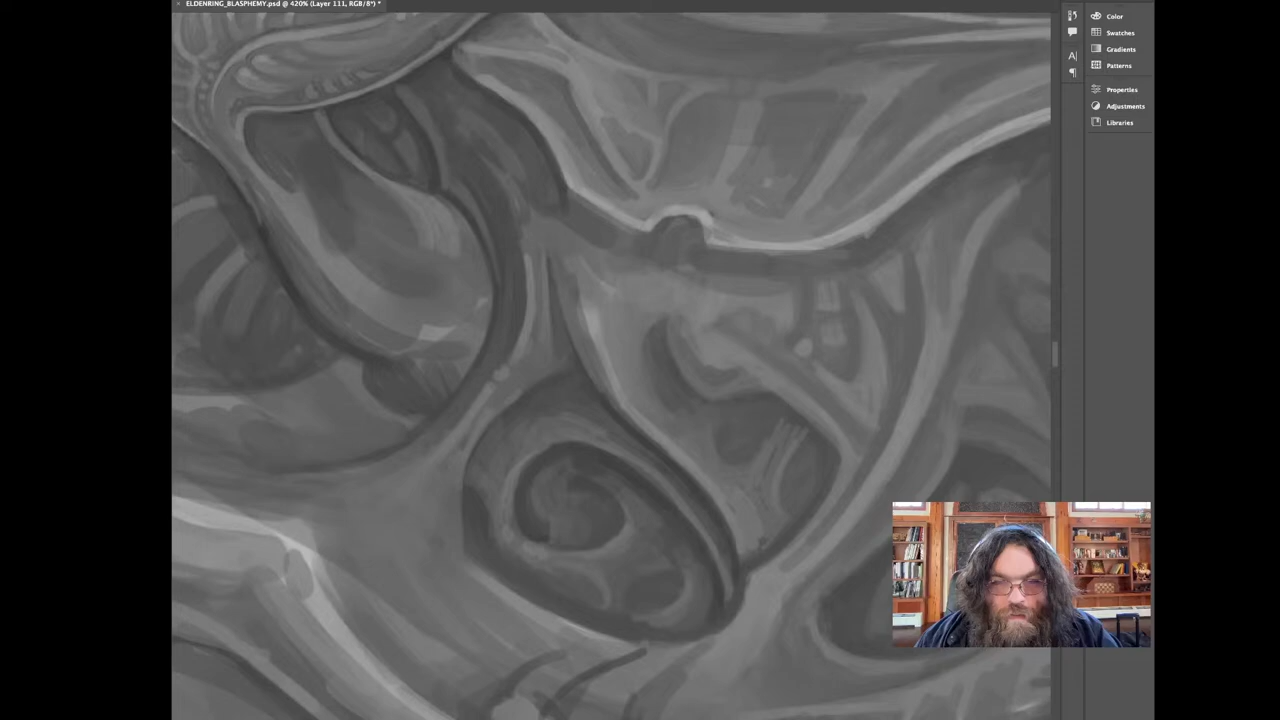 × ELDENRING_BLASPHEMY.psd @ 420% (Layer 111, RGB/8*) *
Color
Swatches
Gradients
Patterns
A|
¶
Properties
Adjustments
Libraries